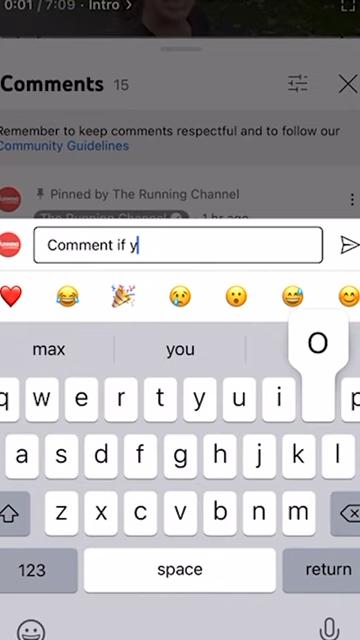 0:01 / 7:09 · Intro >
Comments 15
Remember to keep comments respectful and to follow our
Community Guidelines
Pinned by The Running Channel
The Running Channel · 1 hr ago
Comment if y
max you
O
q w e r t y u i p
a s d f g h j k l
z x c v b n m
123 space return